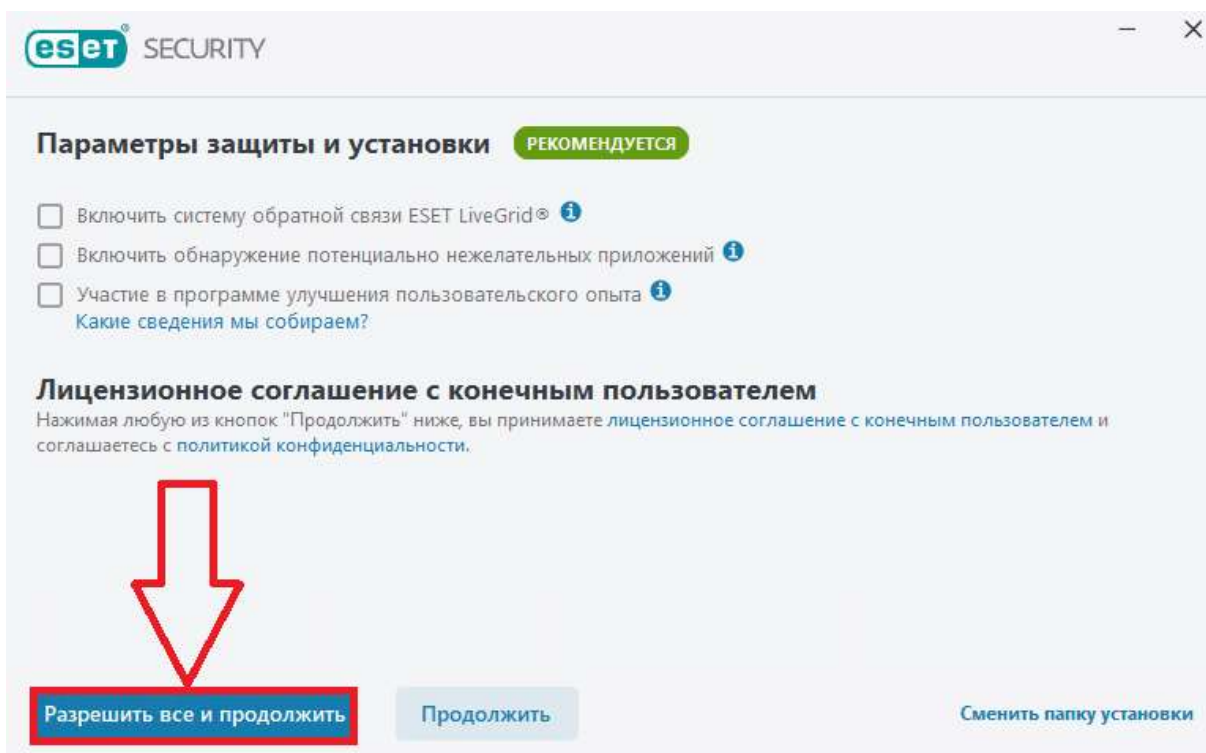 eset® SECURITY
Параметры защиты и установки РЕКОМЕНДУЕТСЯ
Включить систему обратной связи ESET LiveGrid®
Включить обнаружение потенциально нежелательных приложений
Участие в программе улучшения пользовательского опыта
Какие сведения мы собираем?
Лицензионное соглашение с конечным пользователем
Нажимая любую из кнопок "Продолжить" ниже, вы принимаете лицензионное соглашение с конечным пользователем и
соглашаетесь с политикой конфиденциальности.
Разрешить все и продолжить Продолжить Сменить папку установки